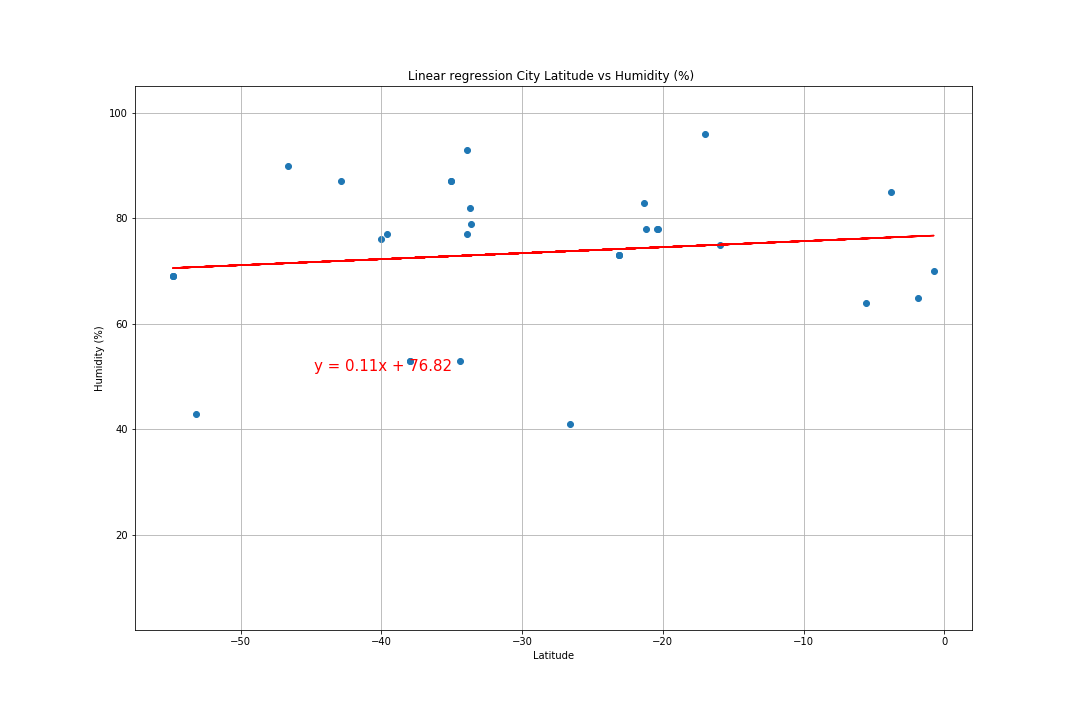 Linear regression City Latitude vs Humidity (%)
100
80
60
40
20
Humidity (%)
y = 0.11x + 76.82
−50 −40 −30 −20 −10 0
Latitude